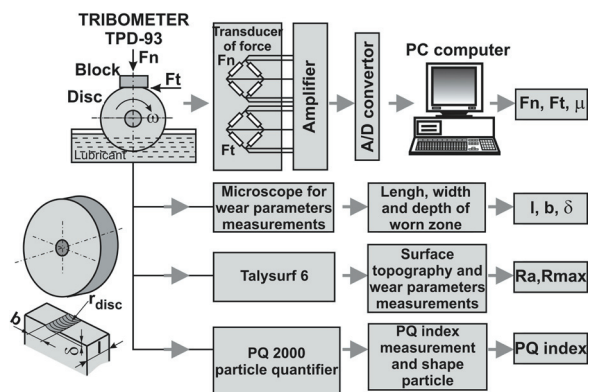 TRIBOMETER
TPD-93
Fn
Block
Ft
Disc
ω
Lubricant
Transducer
of force
Fn
Ft
Amplifier
A/D convertor
PC computer
Fn, Ft, μ
Microscope for
wear parameters
measurements
Lengh, width
and depth of
worn zone
l, b, δ
Talysurf 6
Surface
topography and
wear parameters
measurements
Ra,Rmax
r disc
b
δ
l
PQ 2000
particle quantifier
PQ index
measurement
and shape
particle
PQ index